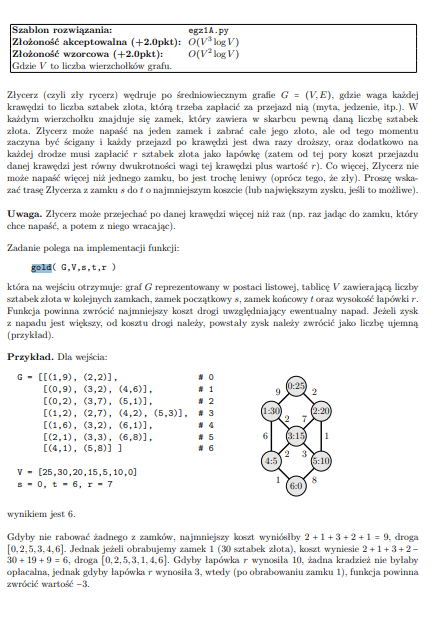 Szablon rozwiązania: egz1A.py
Złożoność akceptowalna (+2.0pkt): O(V³ log V)
Złożoność wzorcowa (+2.0pkt): O(V² log V)
Gdzie V to liczba wierzchołków grafu.
Złycerz (czyli zły rycerz) wędruje po średniowiecznym grafie G = (V, E), gdzie waga każdej
krawędzi to liczba sztabek złota, którą trzeba zapłacić za przejazd nią (myta, jedzenie, itp.). W
każdym wierzchołku znajduje się zamek, który zawiera w skarbcu pewną daną liczbę sztabek
złota. Złycerz może napaść na jeden zamek i zabrać całe jego złoto, ale od tego momentu
zaczyna być ścigany i każdy przejazd po krawędzi jest dwa razy droższy, oraz dodatkowo na
każdej drodze musi zapłacić r sztabek złota jako łapówkę (zatem od tej pory koszt przejazdu
daną krawędzi jest równy dwukrotności wagi tej krawędzi plus wartość r). Co więcej, Złycerz nie
może napaść więcej niż jednego zamku, bo jest trochę leniwy (oprócz tego, że zły). Proszę wska-
zać trasę Złycerza z zamku s do t o najmniejszym koszcie (lub największym zysku, jeśli to możliwe).
Uwaga. Złycerz może przejechać po danej krawędzi więcej niż raz (np. raz jadąc do zamku, który
chce napaść, a potem z niego wracając).
Zadanie polega na implementacji funkcji:
gold( G,V,s,t,r )
która na wejściu otrzymuje: graf G reprezentowany w postaci listowej, tablicę V zawierającą liczby
sztabek złota w kolejnych zamkach, zamek początkowy s, zamek końcowy t oraz wysokość łapówki r.
Funkcja powinna zwrócić najmniejszy koszt drogi uwzględniający ewentualny napad. Jeżeli zysk
z napadu jest większy, od kosztu drogi należy, powstały zysk należy zwrócić jako liczbę ujemną
(przykład).
Przykład. Dla wejścia:
G = [[(1,9), (2,2)], # 0
[(0,9), (3,2), (4,6)], # 1
[(0,2), (3,7), (5,1)], # 2
[(1,2), (2,7), (4,2), (5,3)], # 3
[(1,6), (3,2), (6,1)], # 4
[(2,1), (3,3), (6,8)], # 5
[(4,1), (5,8)] ] # 6
V = [25,30,20,15,5,10,0]
s = 0, t = 6, r = 7
0:25
9 2
1:30 2:20
2 7
6 3:15 1
2 3
4:5 5:10
1 8
6:0
wynikiem jest 6.
Gdyby nie rabować żadnego z zamków, najmniejszy koszt wyniósłby 2 + 1 + 3 + 2 + 1 = 9, droga
[0, 2, 5, 3, 4, 6]. Jednak jeżeli obrabujemy zamek 1 (30 sztabek złota), koszt wyniesie 2 + 1 + 3 + 2 −
30 + 19 + 9 = 6, droga [0, 2, 5, 3, 1, 4, 6]. Gdyby łapówka r wynosiła 10, żadna kradzież nie byłaby
opłacalna, jednak gdyby łapówka r wynosiła 3, wtedy (po obrabowaniu zamku 1), funkcja powinna
zwrócić wartość −3.